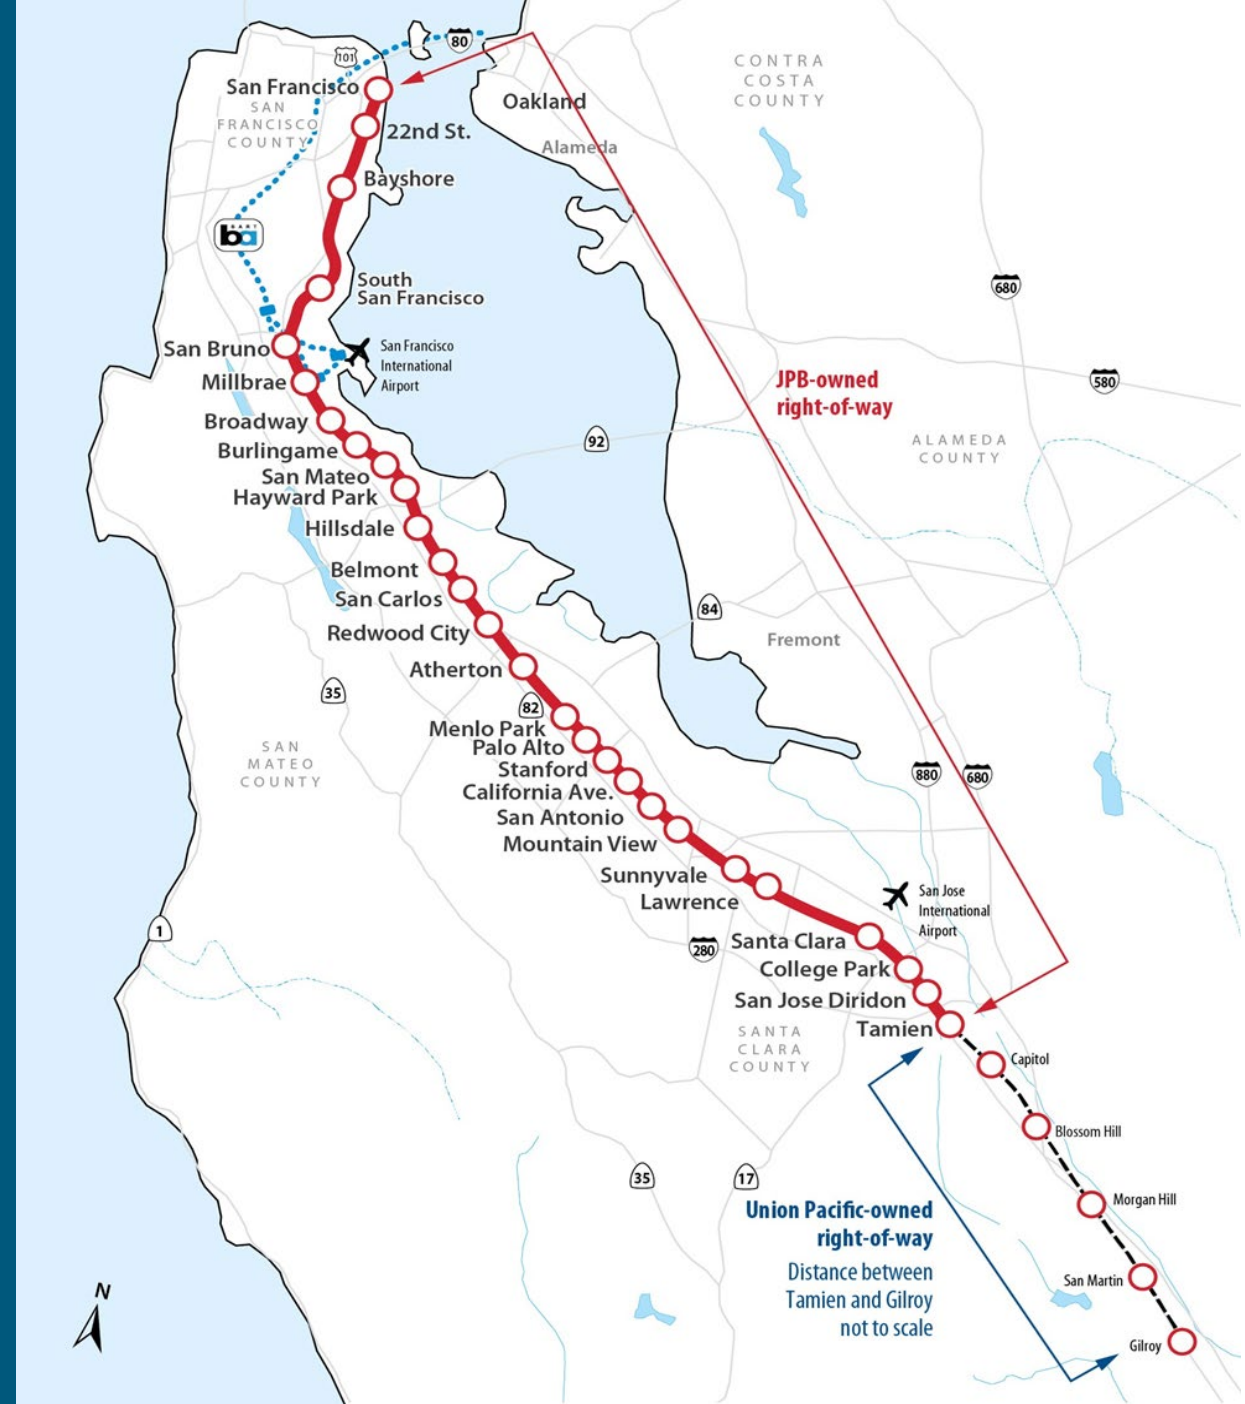 80
101
CONTRA
COSTA
COUNTY
San Francisco
Oakland
SAN
FRANCISCO
COUNTY
22nd St.
Alameda
Bayshore
BART
ba
South
San Francisco
680
San Bruno
San Francisco
International
Airport
Millbrae
JPB-owned
right-of-way
580
Broadway
92
ALAMEDA
COUNTY
Burlingame
San Mateo
Hayward Park
Hillsdale
Belmont
San Carlos
84
Redwood City
Fremont
Atherton
35
82
Menlo Park
SAN
MATEO
COUNTY
Palo Alto
Stanford
880
680
California Ave.
San Antonio
Mountain View
Sunnyvale
Lawrence
San Jose
International
Airport
1
280
Santa Clara
College Park
San Jose Diridon
Tamien
SANTA
CLARA
COUNTY
Capitol
Blossom Hill
35
17
Morgan Hill
Union Pacific-owned
right-of-way
Distance between
Tamien and Gilroy
not to scale
San Martin
N
Gilroy